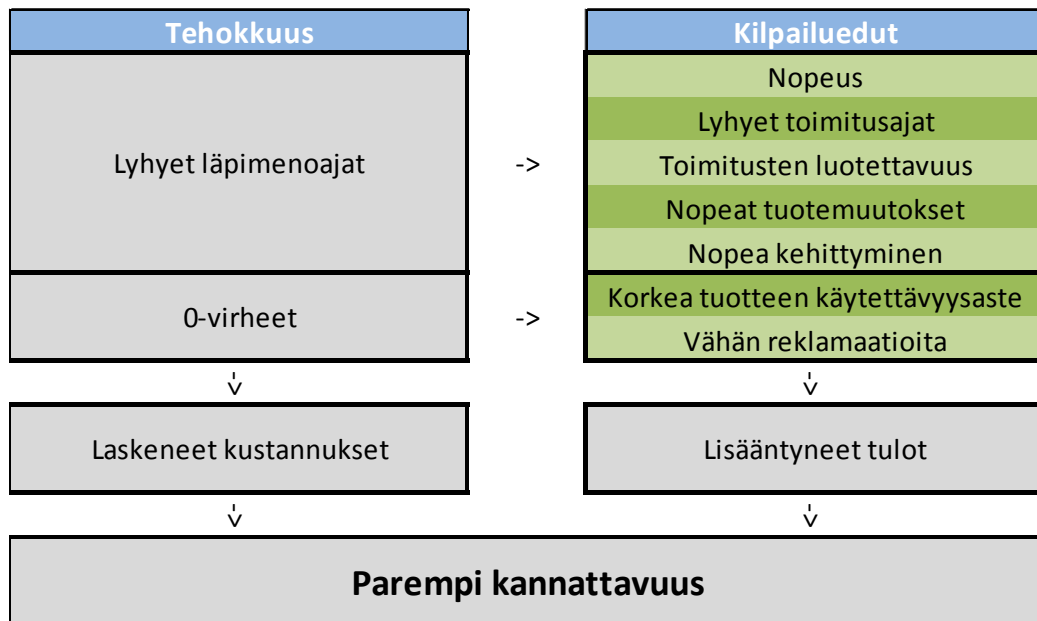 Tehokkuus
Kilpailuedut
Lyhyet läpimenoajat
->
Nopeus
Lyhyet toimitusajat
Toimitusten luotettavuus
Nopeat tuotemuutokset
Nopea kehittyminen
0-virheet
->
Korkea tuotteen käytettävyysaste
Vähän reklamaatioita
Laskeneet kustannukset
Lisääntyneet tulot
Parempi kannattavuus